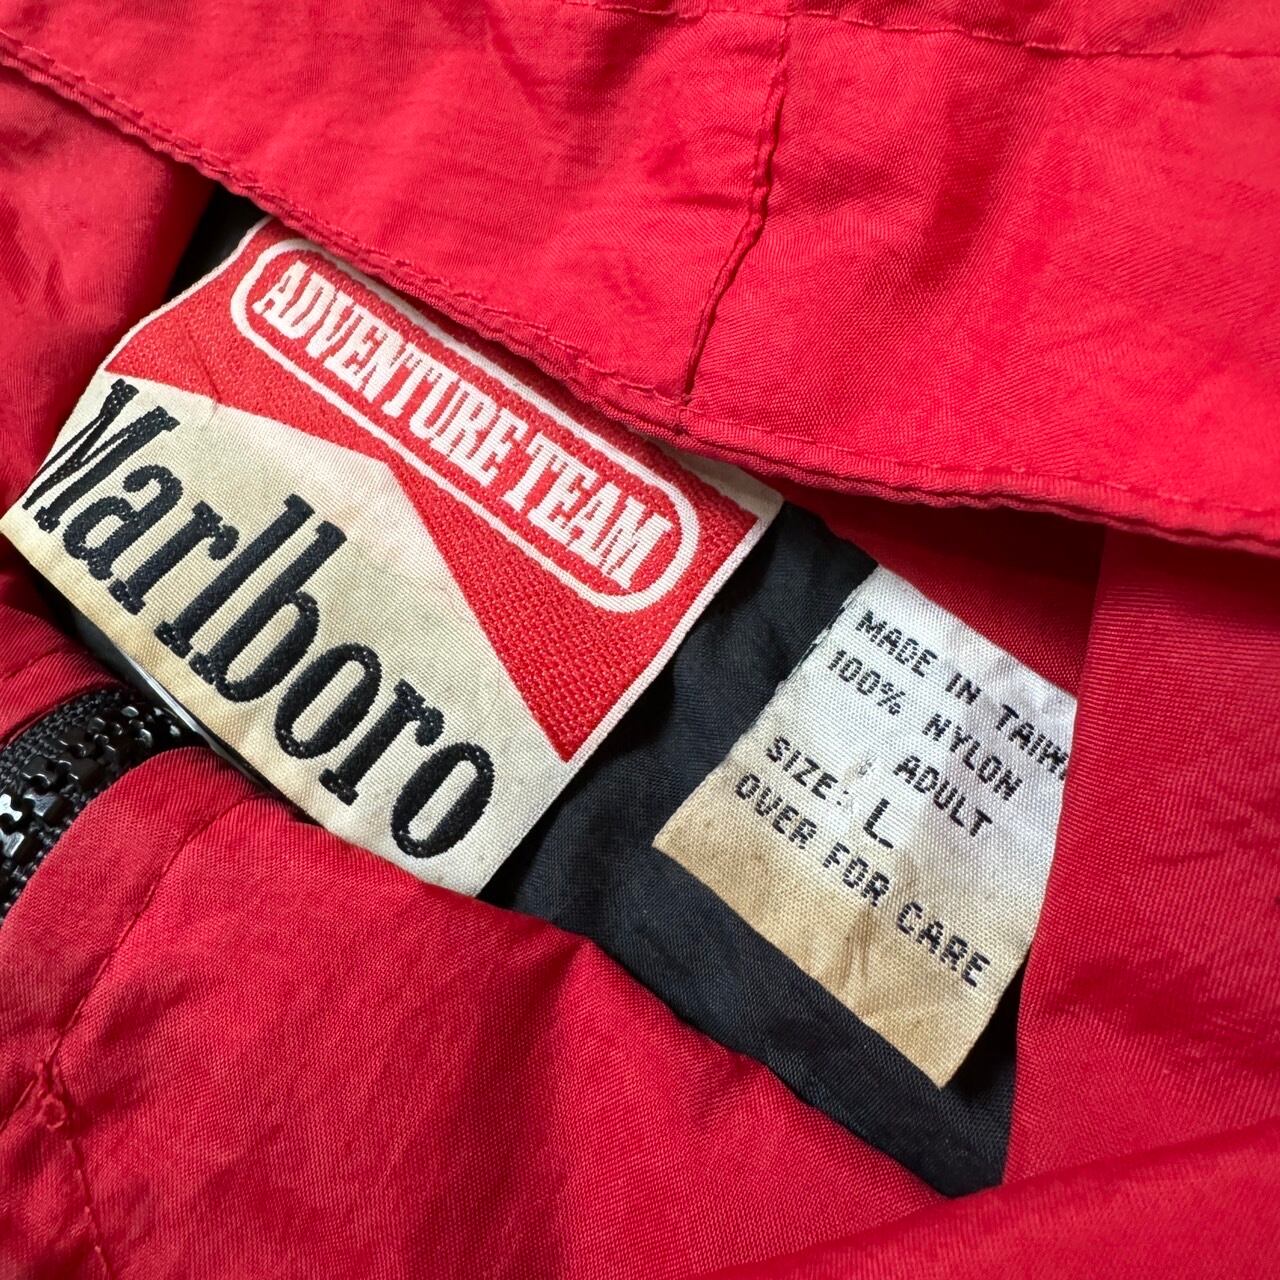 ADVENTURE TEAM
Marlboro
MADE IN TAIW
100% NYLON
ADULT
SIZE: L
OVER FOR CARE